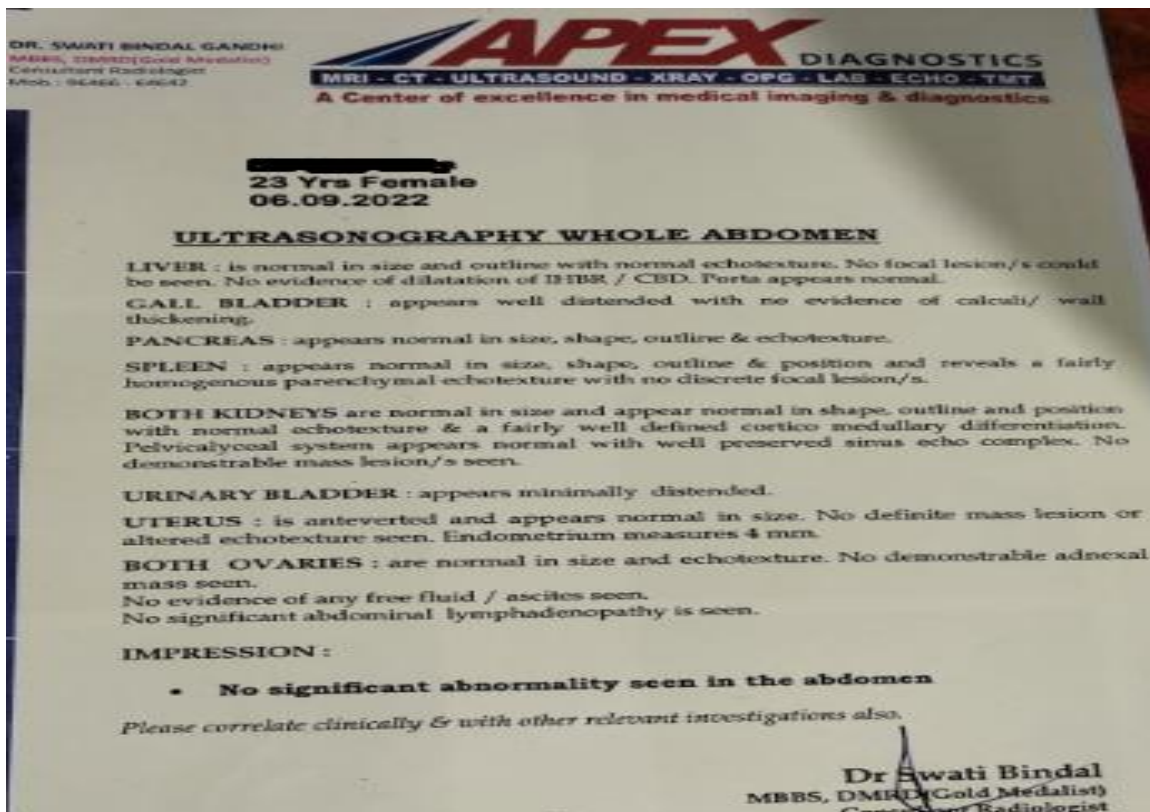 DR. SWATI BINDAL GANDHI
MBBS, DMRD(Gold Medalist)
Consultant Radiologist
Mob.:
APEX
DIAGNOSTICS
MRI - CT - ULTRASOUND - XRAY - OPG - LAB - ECHO - TMT
A Center of excellence in medical imaging & diagnostics
23 Yrs Female
06.09.2022
ULTRASONOGRAPHY WHOLE ABDOMEN
LIVER : is normal in size and outline with normal echotexture. No focal lesion/s could
be seen. No evidence of dilatation of IHBR / CBD. Porta appears normal.
GALL BLADDER : appears well distended with no evidence of calculi/ wall
thickening.
PANCREAS : appears normal in size, shape, outline & echotexture.
SPLEEN : appears normal in size, shape, outline & position and reveals a fairly
homogenous parenchymal echotexture with no discrete focal lesion/s.
BOTH KIDNEYS are normal in size and appear normal in shape, outline and position
with normal echotexture & a fairly well defined cortico medullary differentiation.
Pelvicalyceal system appears normal with well preserved sinus echo complex. No
demonstrable mass lesion/s seen.
URINARY BLADDER : appears minimally distended.
UTERUS : is anteverted and appears normal in size. No definite mass lesion or
altered echotexture seen. Endometrium measures 4 mm.
BOTH OVARIES : are normal in size and echotexture. No demonstrable adnexal
mass seen.
No evidence of any free fluid / ascites seen.
No significant abdominal lymphadenopathy is seen.
IMPRESSION :
• No significant abnormality seen in the abdomen
Please correlate clinically & with other relevant investigations also.
Dr Swati Bindal
MBBS, DMRD(Gold Medalist)
Consultant Radiologist